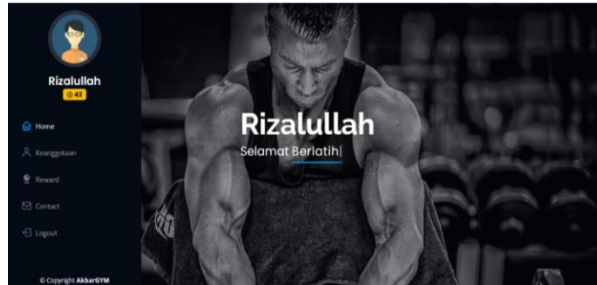 Rizalullah
42
Home
Keanggotaan
Reward
Contact
Logout
© Copyright AkbarGYM
Rizalullah
Selamat Berlatih|